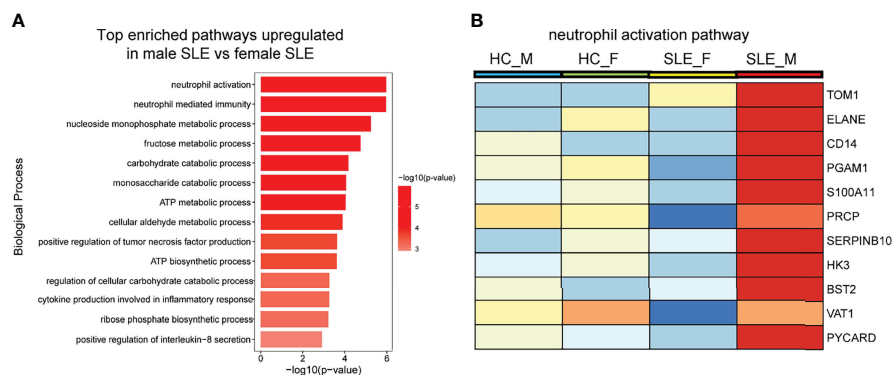 A
Top enriched pathways upregulated
in male SLE vs female SLE
Biological Process
neutrophil activation
neutrophil mediated immunity
nucleoside monophosphate metabolic process
fructose metabolic process
carbohydrate catabolic process
monosaccharide catabolic process
ATP metabolic process
cellular aldehyde metabolic process
positive regulation of tumor necrosis factor production
ATP biosynthetic process
regulation of cellular carbohydrate catabolic process
cytokine production involved in inflammatory response
ribose phosphate biosynthetic process
positive regulation of interleukin-8 secretion
0 2 4 6
−log10(p-value)
−log10(p-value)
5
4
3
B
neutrophil activation pathway
HC_M HC_F SLE_F SLE_M
TOM1
ELANE
CD14
PGAM1
S100A11
PRCP
SERPINB10
HK3
BST2
VAT1
PYCARD